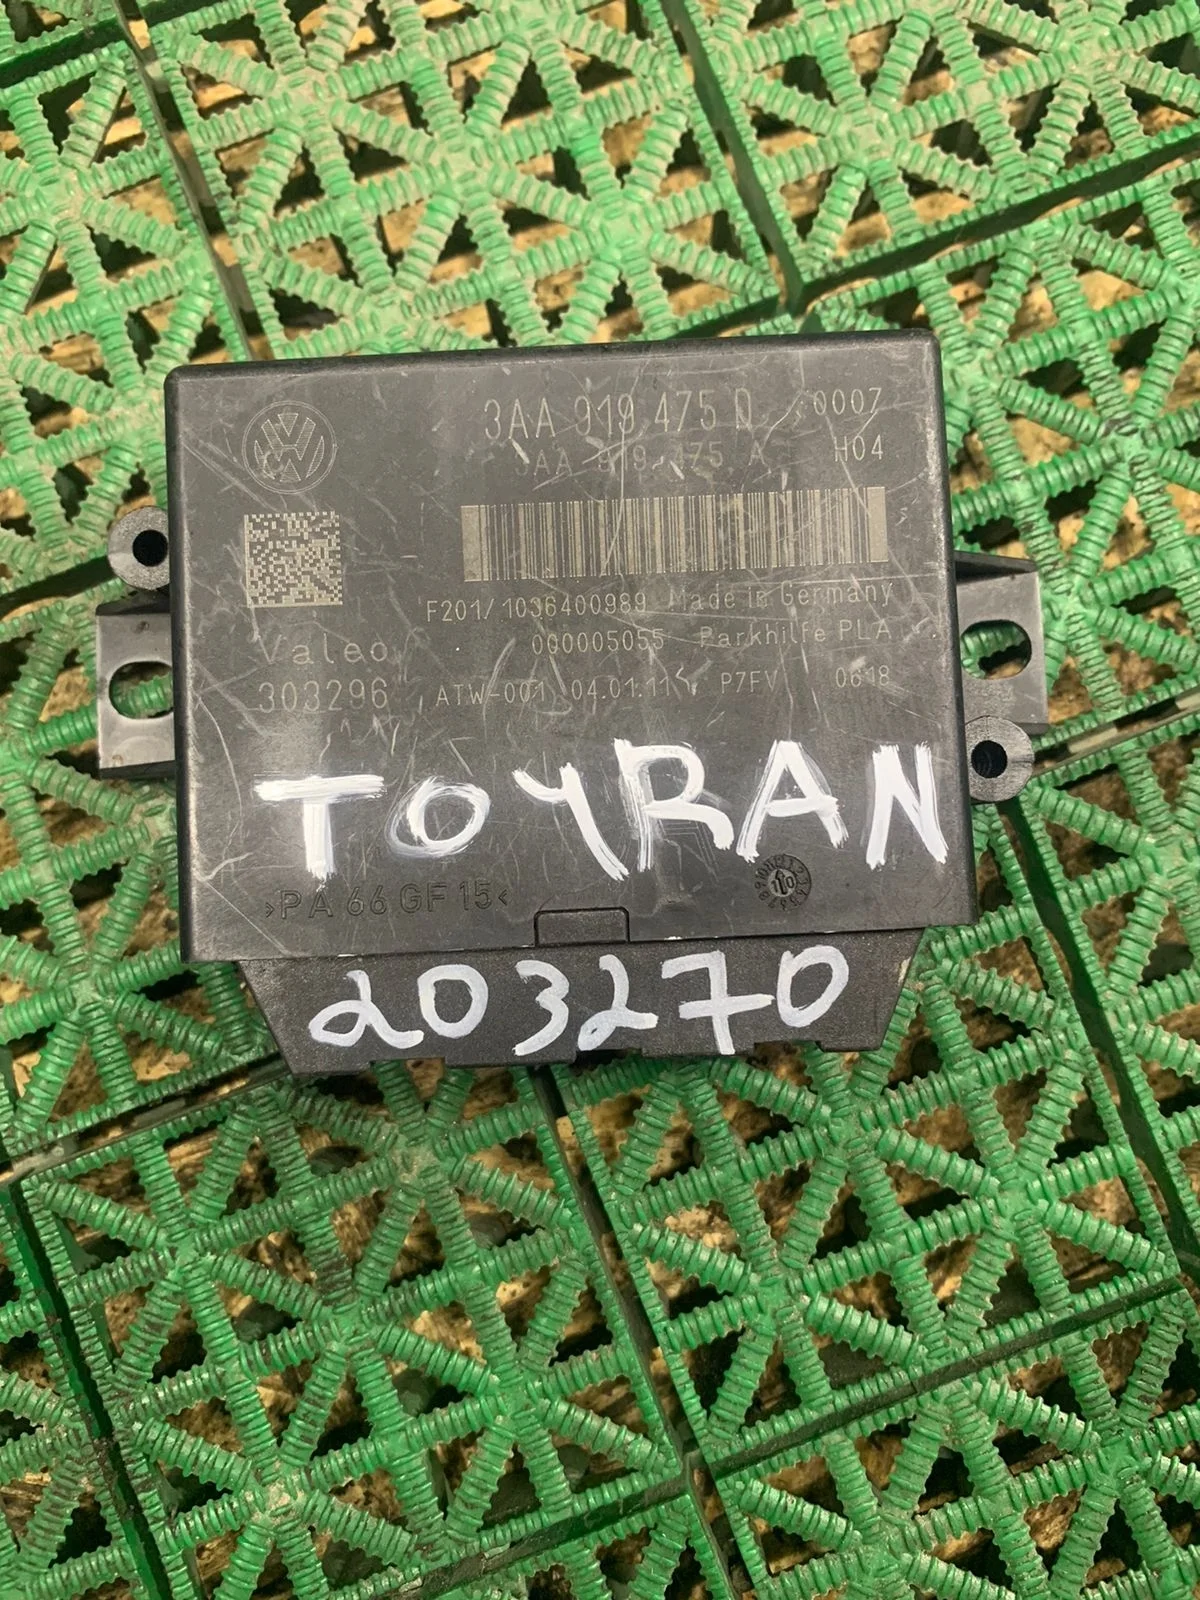 3AA 919 475 D 0007
3AA 919 475 A H04
F201/1036400989 Made in Germany
000005055 Parkhilfe PLA
Valeo
303296 ATW-001 04.01.11 P7FV 0618
TOYRAN
>PA 66 GF 15<
203270